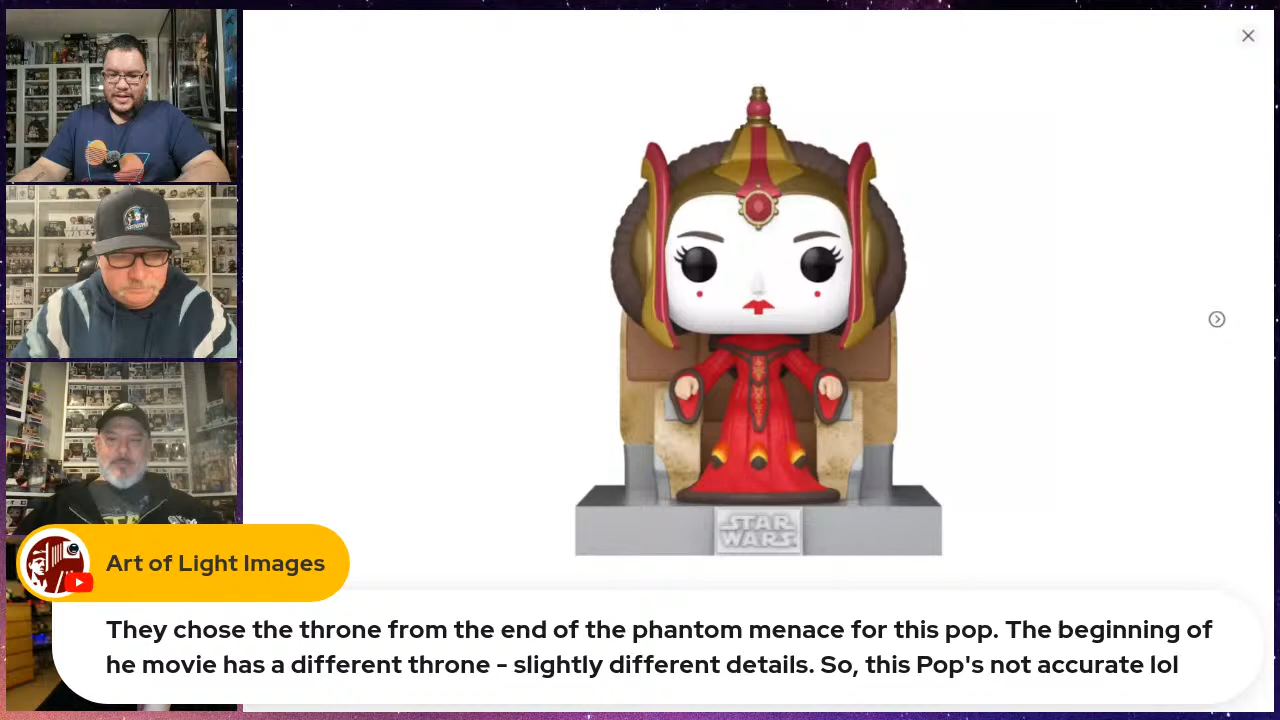 STAR
WARS
Art of Light Images
They chose the throne from the end of the phantom menace for this pop. The beginning of
he movie has a different throne - slightly different details. So, this Pop's not accurate lol